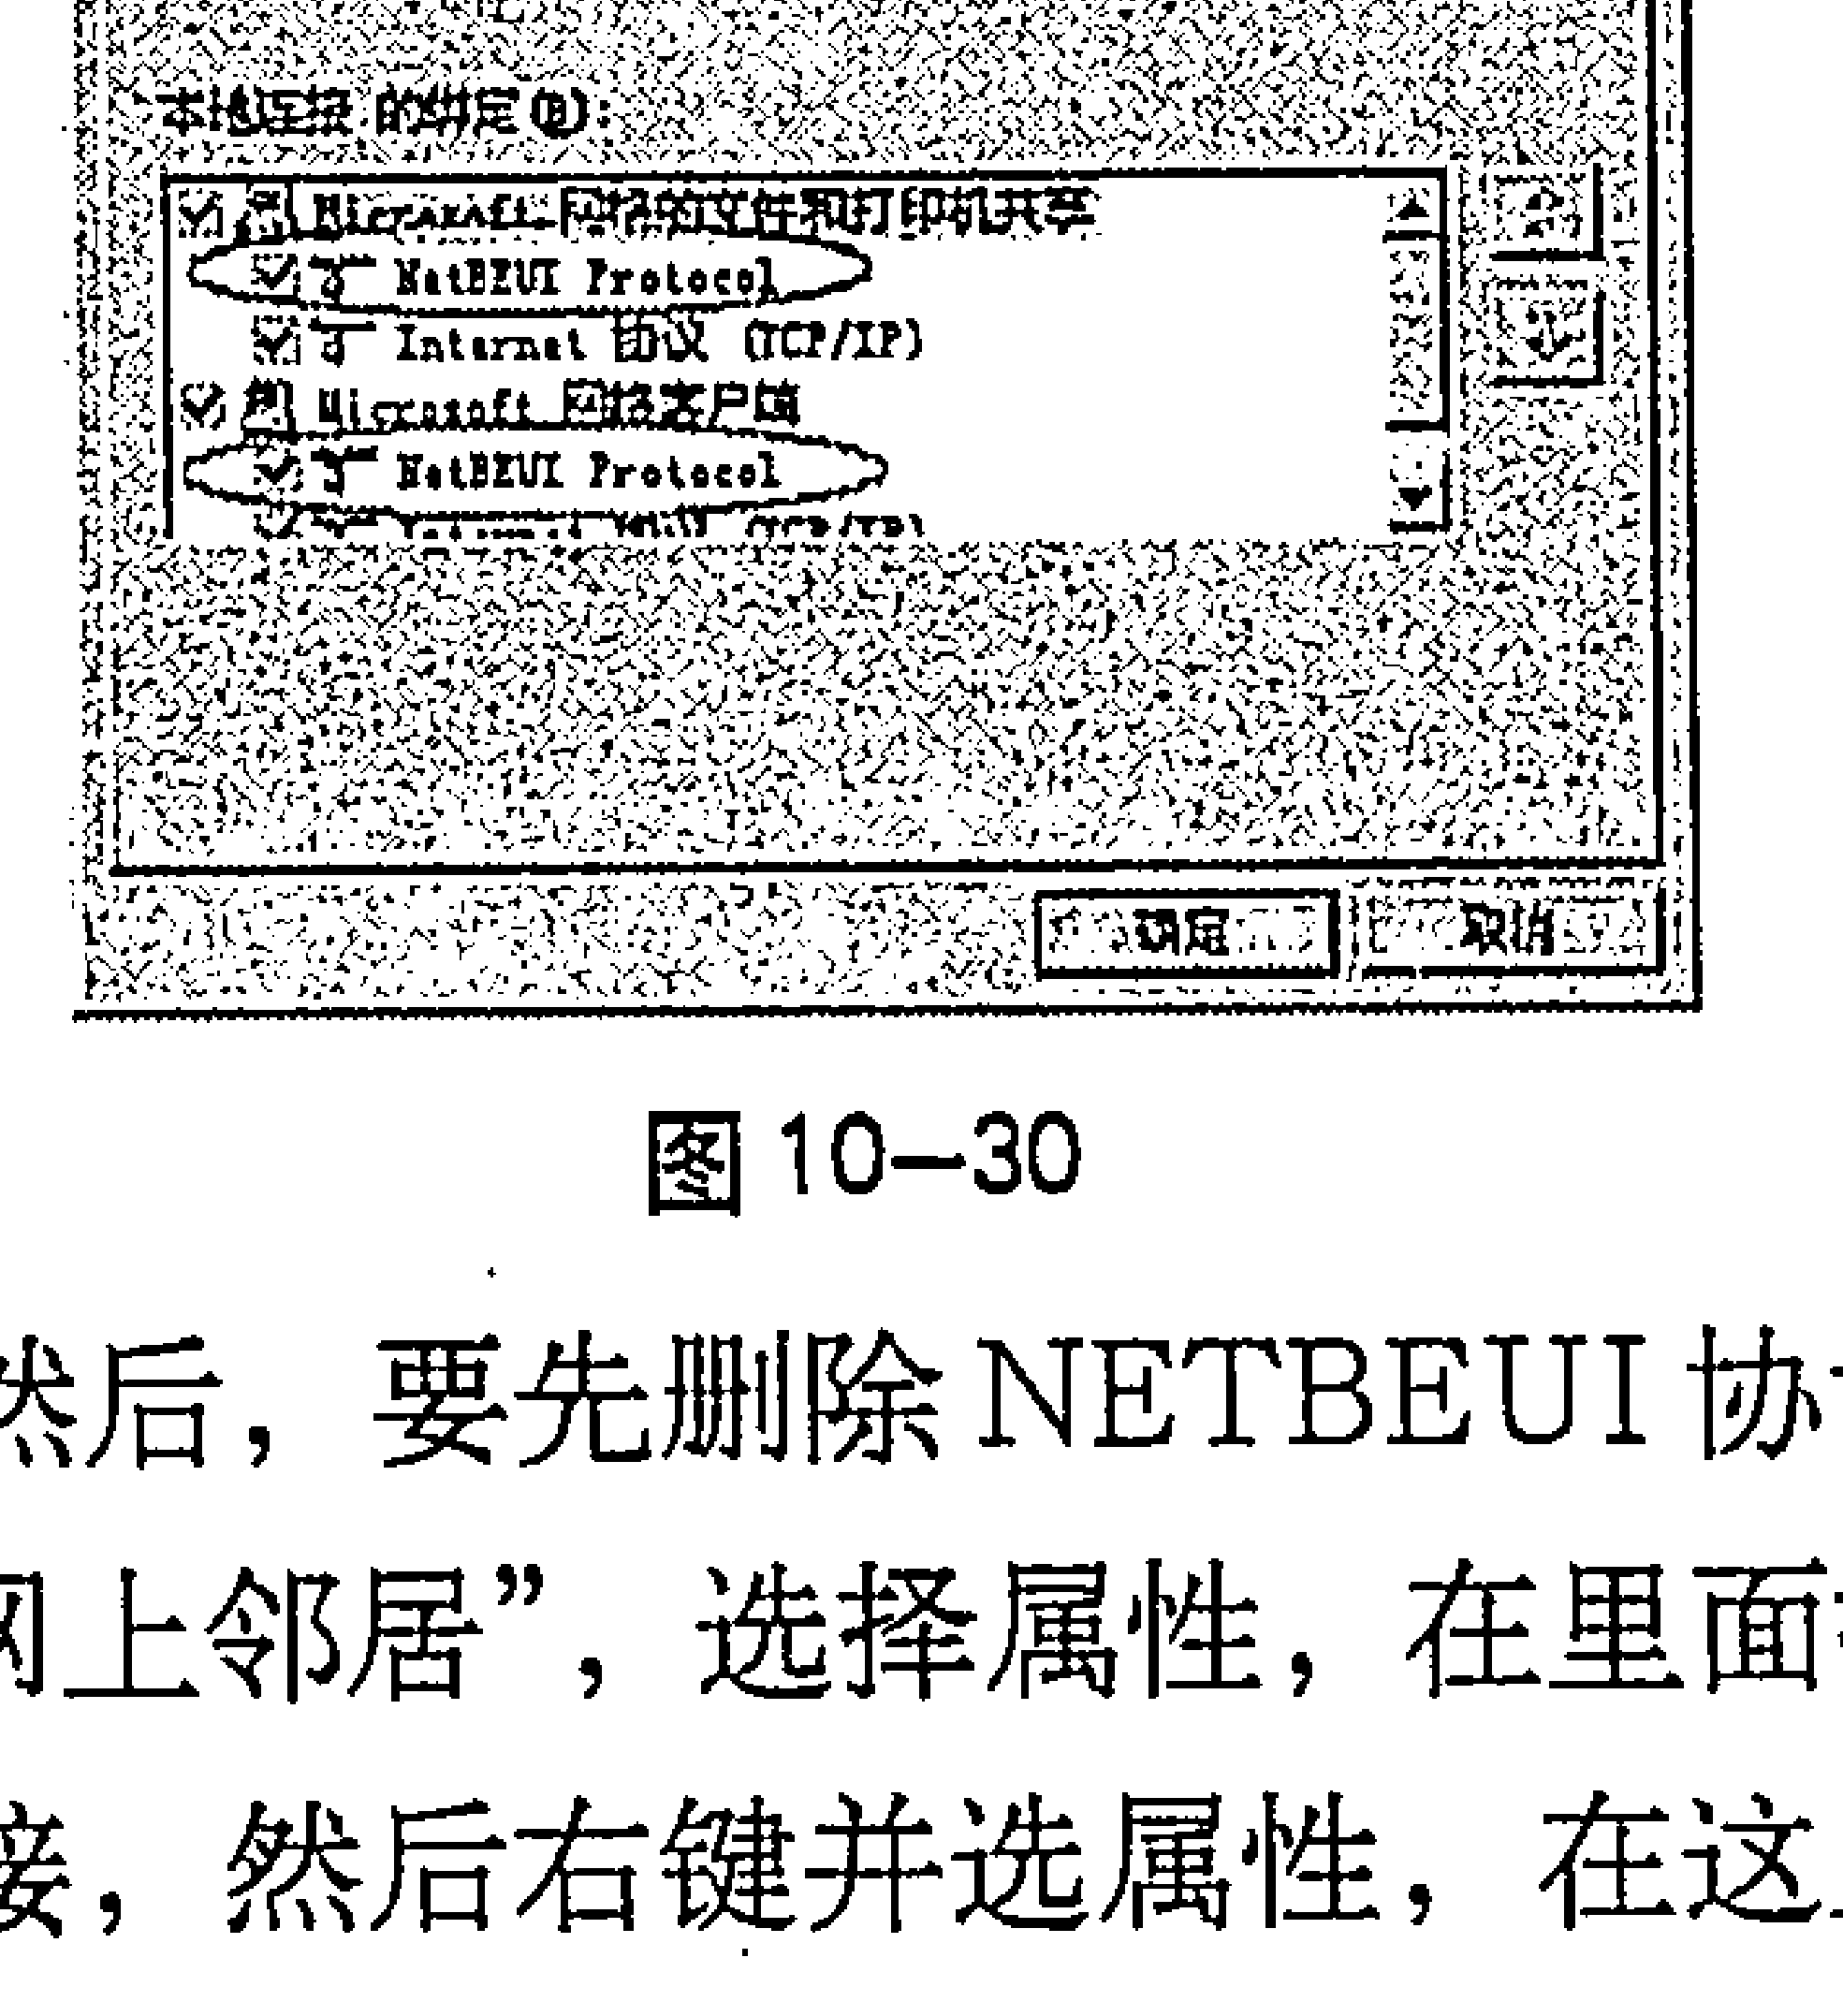 本地连接 的绑定(B):
Microsoft 网络的文件和打印机共享
NetBEUI Protocol
Internet 协议 (TCP/IP)
Microsoft 网络客户端
NetBEUI Protocol
确定 取消
图 10—30
然后，要先删除 NETBEUI 协
网上邻居”，选择属性，在里面
接，然后右键并选属性，在这